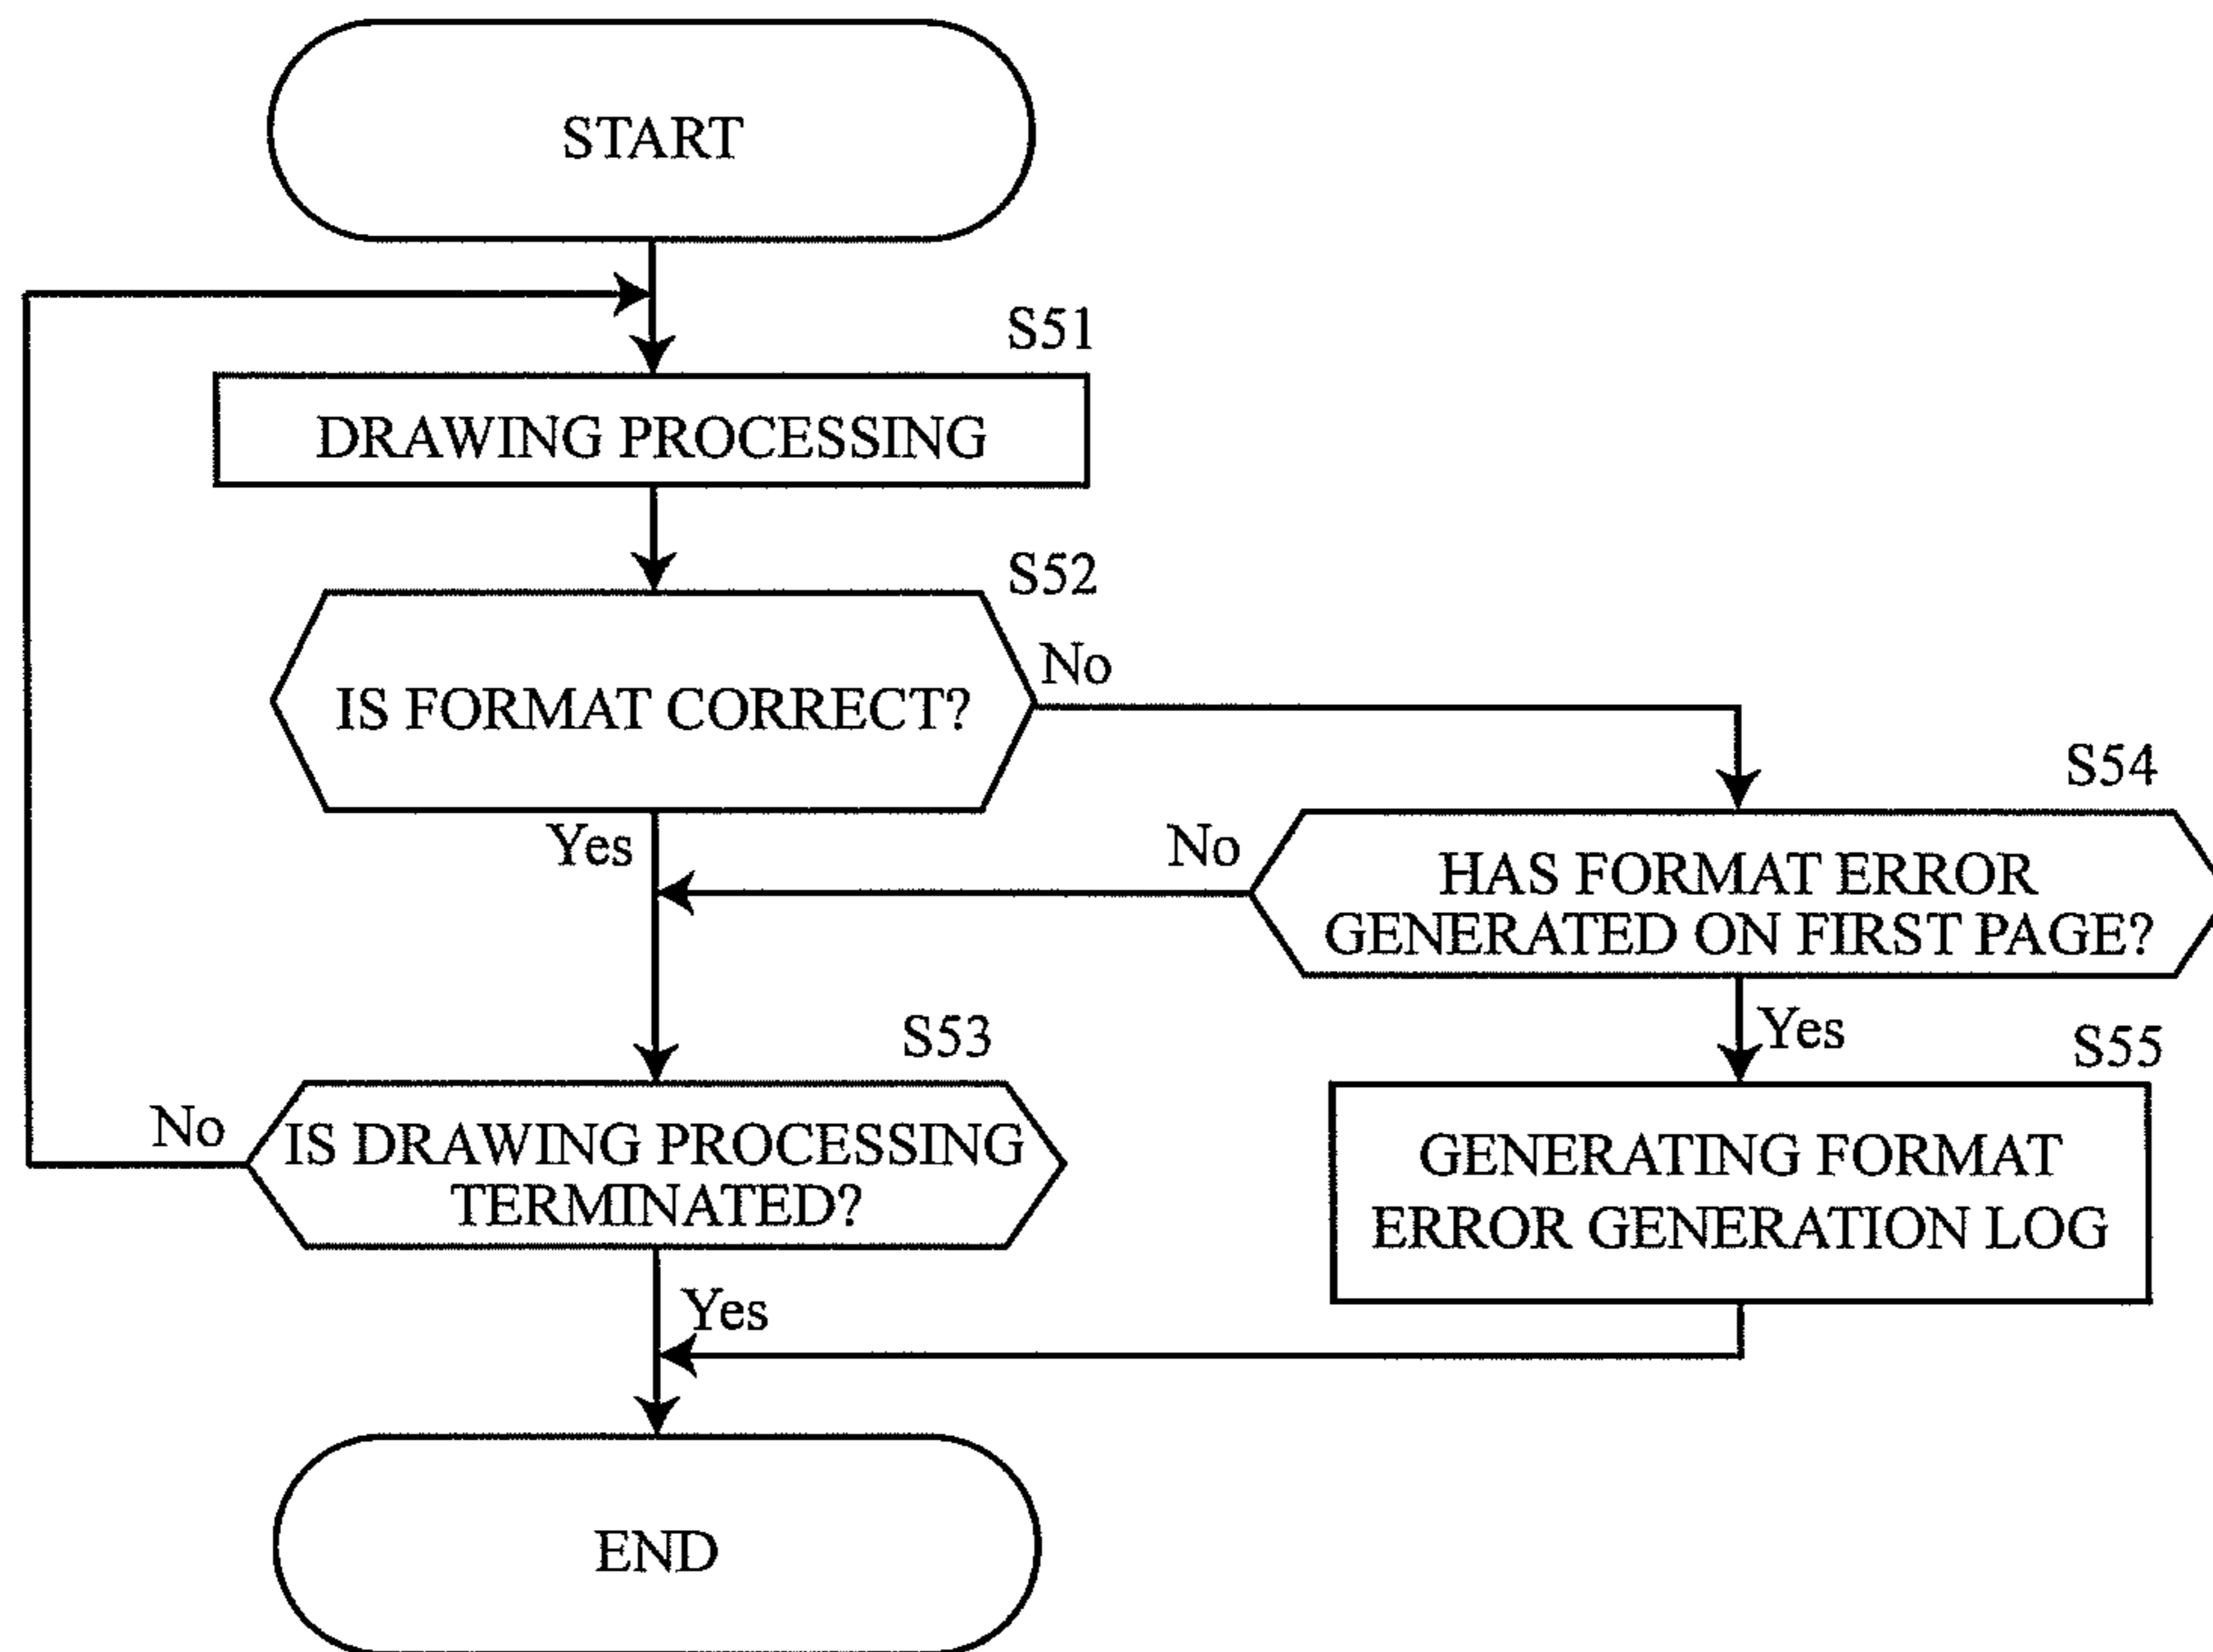 START
S51
DRAWING PROCESSING
S52
IS FORMAT CORRECT?
No
Yes
S54
No
HAS FORMAT ERROR
GENERATED ON FIRST PAGE?
Yes
S53
No
IS DRAWING PROCESSING
TERMINATED?
Yes
S55
GENERATING FORMAT
ERROR GENERATION LOG
END